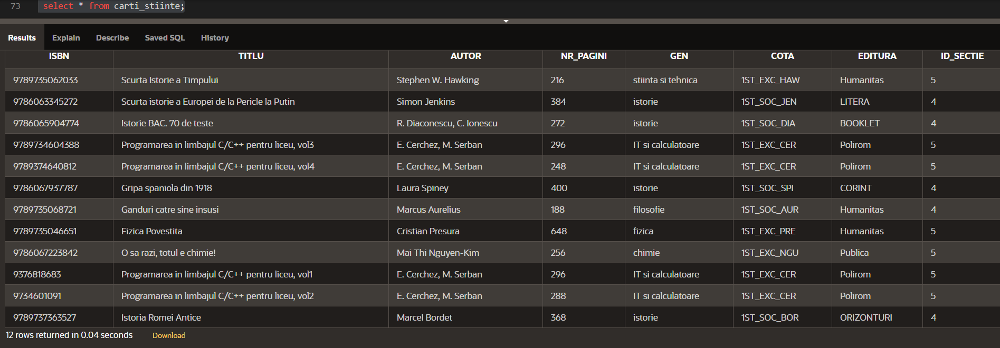 73 select * from carti_stiinte;
Results Explain Describe Saved SQL History
ISBN TITLU AUTOR NR_PAGINI GEN COTA EDITURA ID_SECTIE
9789735062033 Scurta Istorie a Timpului Stephen W. Hawking 216 stiinta si tehnica 1ST_EXC_HAW Humanitas 5
9786063345272 Scurta istorie a Europei de la Pericle la Putin Simon Jenkins 384 istorie 1ST_SOC_JEN LITERA 4
9786065904774 Istorie BAC. 70 de teste R. Diaconescu, C. Ionescu 272 istorie 1ST_SOC_DIA BOOKLET 4
9789734604388 Programarea in limbajul C/C++ pentru liceu, vol3 E. Cerchez, M. Serban 296 IT si calculatoare 1ST_EXC_CER Polirom 5
9789374640812 Programarea in limbajul C/C++ pentru liceu, vol4 E. Cerchez, M. Serban 248 IT si calculatoare 1ST_EXC_CER Polirom 5
9786067937787 Gripa spaniola din 1918 Laura Spiney 400 istorie 1ST_SOC_SPI CORINT 4
9789735068721 Ganduri catre sine insusi Marcus Aurelius 188 filosofie 1ST_SOC_AUR Humanitas 4
9789735046651 Fizica Povestita Cristian Presura 648 fizica 1ST_EXC_PRE Humanitas 5
9786067223842 O sa razi, totul e chimie! Mai Thi Nguyen-Kim 256 chimie 1ST_EXC_NGU Publica 5
9376818683 Programarea in limbajul C/C++ pentru liceu, vol1 E. Cerchez, M. Serban 296 IT si calculatoare 1ST_EXC_CER Polirom 5
9734601091 Programarea in limbajul C/C++ pentru liceu, vol2 E. Cerchez, M. Serban 288 IT si calculatoare 1ST_EXC_CER Polirom 5
9789737363527 Istoria Romei Antice Marcel Bordet 368 istorie 1ST_SOC_BOR ORIZONTURI 4
12 rows returned in 0.04 seconds Download